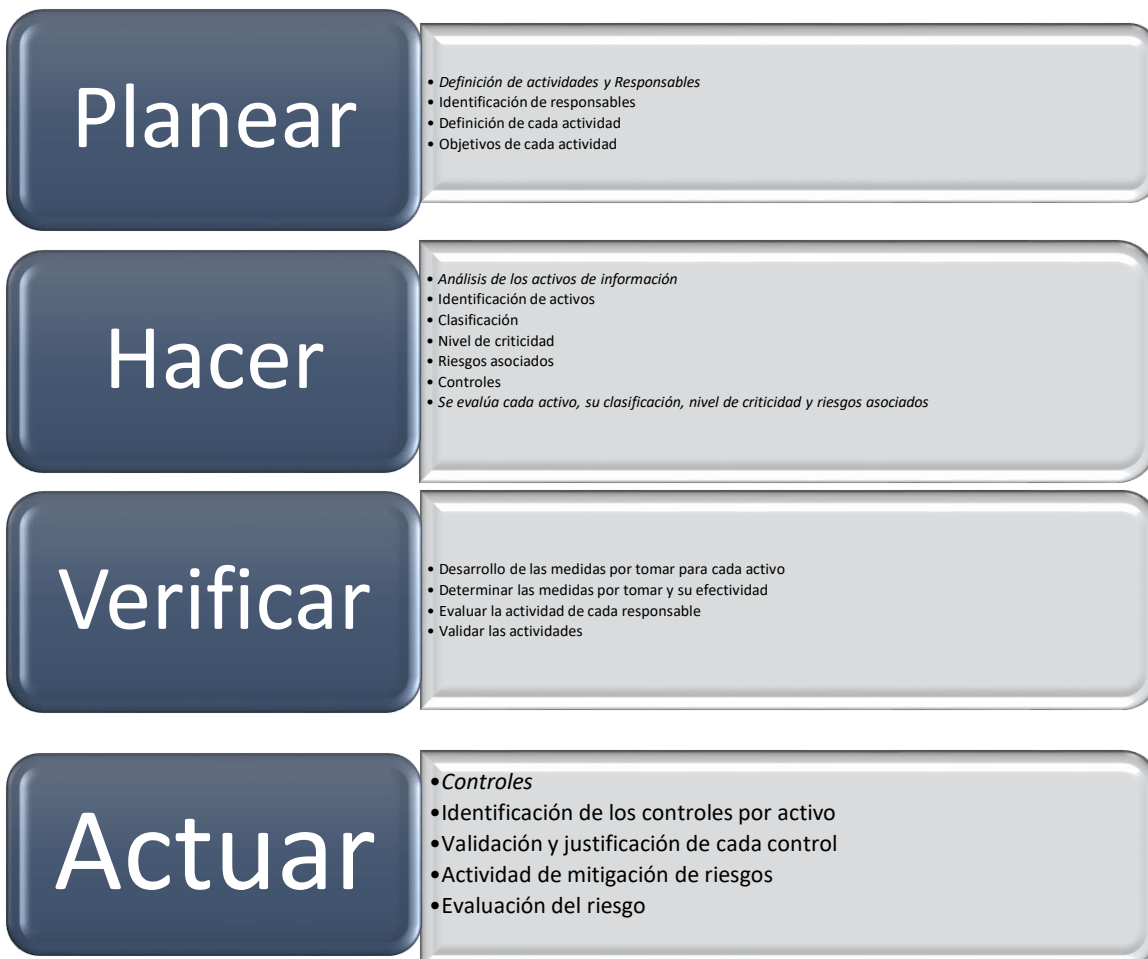 Planear
• Definición de actividades y Responsables
• Identificación de responsables
• Definición de cada actividad
• Objetivos de cada actividad
Hacer
• Análisis de los activos de información
• Identificación de activos
• Clasificación
• Nivel de criticidad
• Riesgos asociados
• Controles
• Se evalúa cada activo, su clasificación, nivel de criticidad y riesgos asociados
Verificar
• Desarrollo de las medidas por tomar para cada activo
• Determinar las medidas por tomar y su efectividad
• Evaluar la actividad de cada responsable
• Validar las actividades
Actuar
•Controles
•Identificación de los controles por activo
•Validación y justificación de cada control
•Actividad de mitigación de riesgos
•Evaluación del riesgo